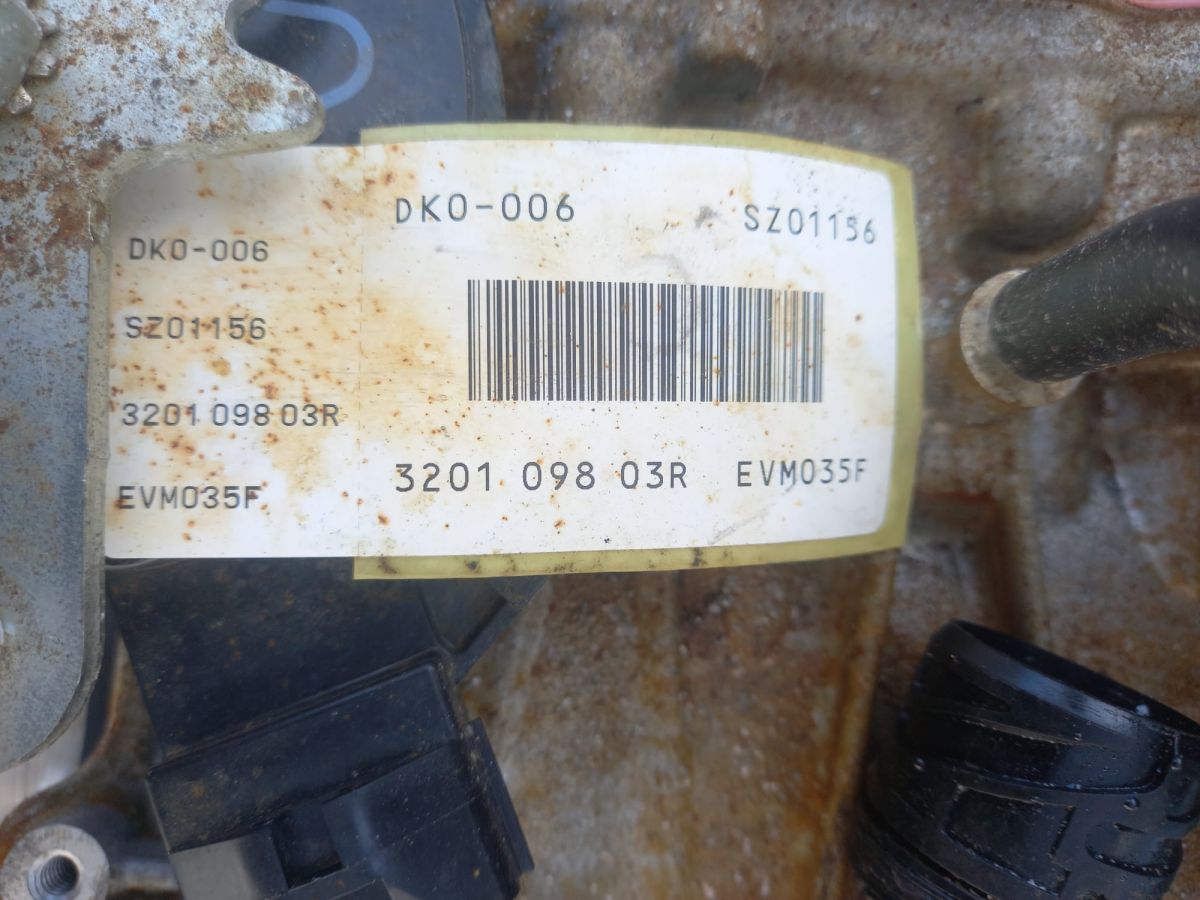 DK0-006 SZ01156
DK0-006
SZ01156
3201 098 03R
3201 098 03R EVM035F
EVM035F